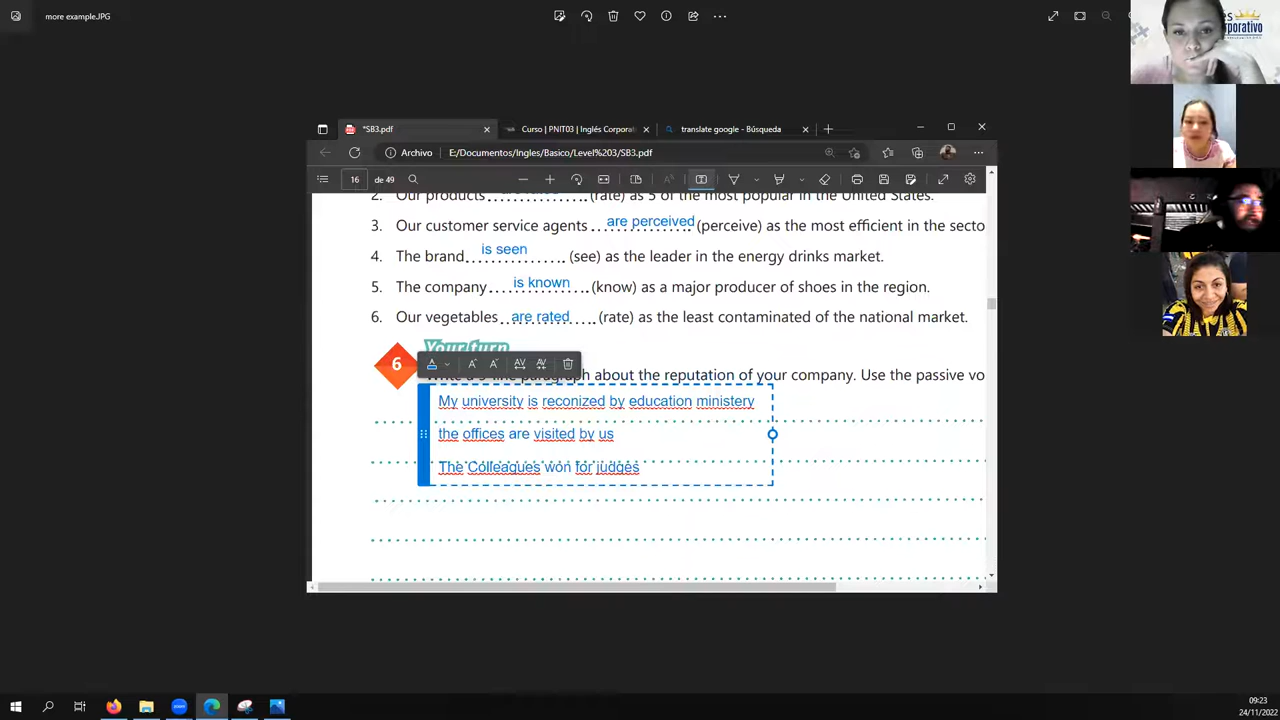 more example.JPG
orporativo
*SB3.pdf
Curso | PNIT03 | Inglés Corporat
translate google - Búsqueda
Archivo
E:/Documentos/Ingles/Basico/Level%203/SB3.pdf
16 de 49
2. Our products (rate) as 5 of the most popular in the United States.
3. Our customer service agents are perceived (perceive) as the most efficient in the secto
4. The brand is seen (see) as the leader in the energy drinks market.
5. The company is known (know) as a major producer of shoes in the region.
6. Our vegetables are rated (rate) as the least contaminated of the national market.
Your turn
6
paragraph about the reputation of your company. Use the passive vo
My university is reconized by education ministery
the offices are visited by us
The Colleagues won for judges
09:23
24/11/2022